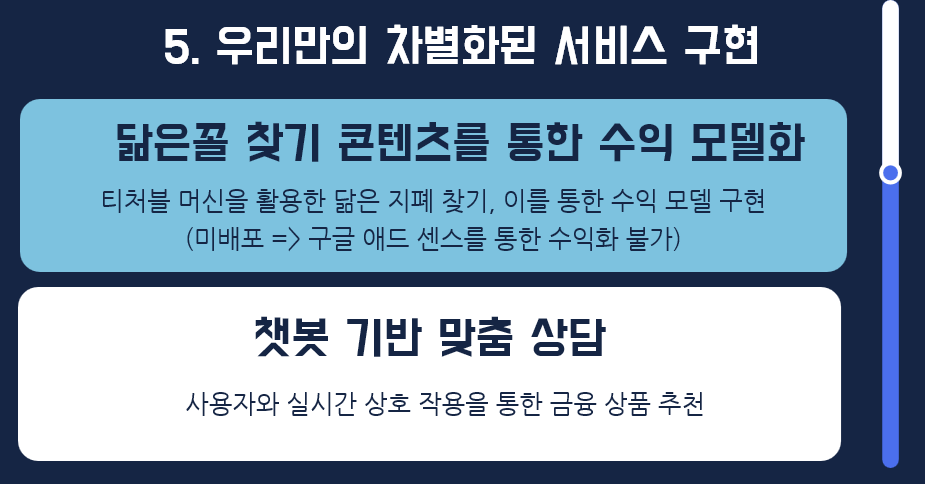 5. 우리만의 차별화된 서비스 구현
닮은꼴 찾기 콘텐츠를 통한 수익 모델화
티처블 머신을 활용한 닮은 지폐 찾기, 이를 통한 수익 모델 구현
(미배포 => 구글 애드 센스를 통한 수익화 불가)
챗봇 기반 맞춤 상담
사용자와 실시간 상호 작용을 통한 금융 상품 추천